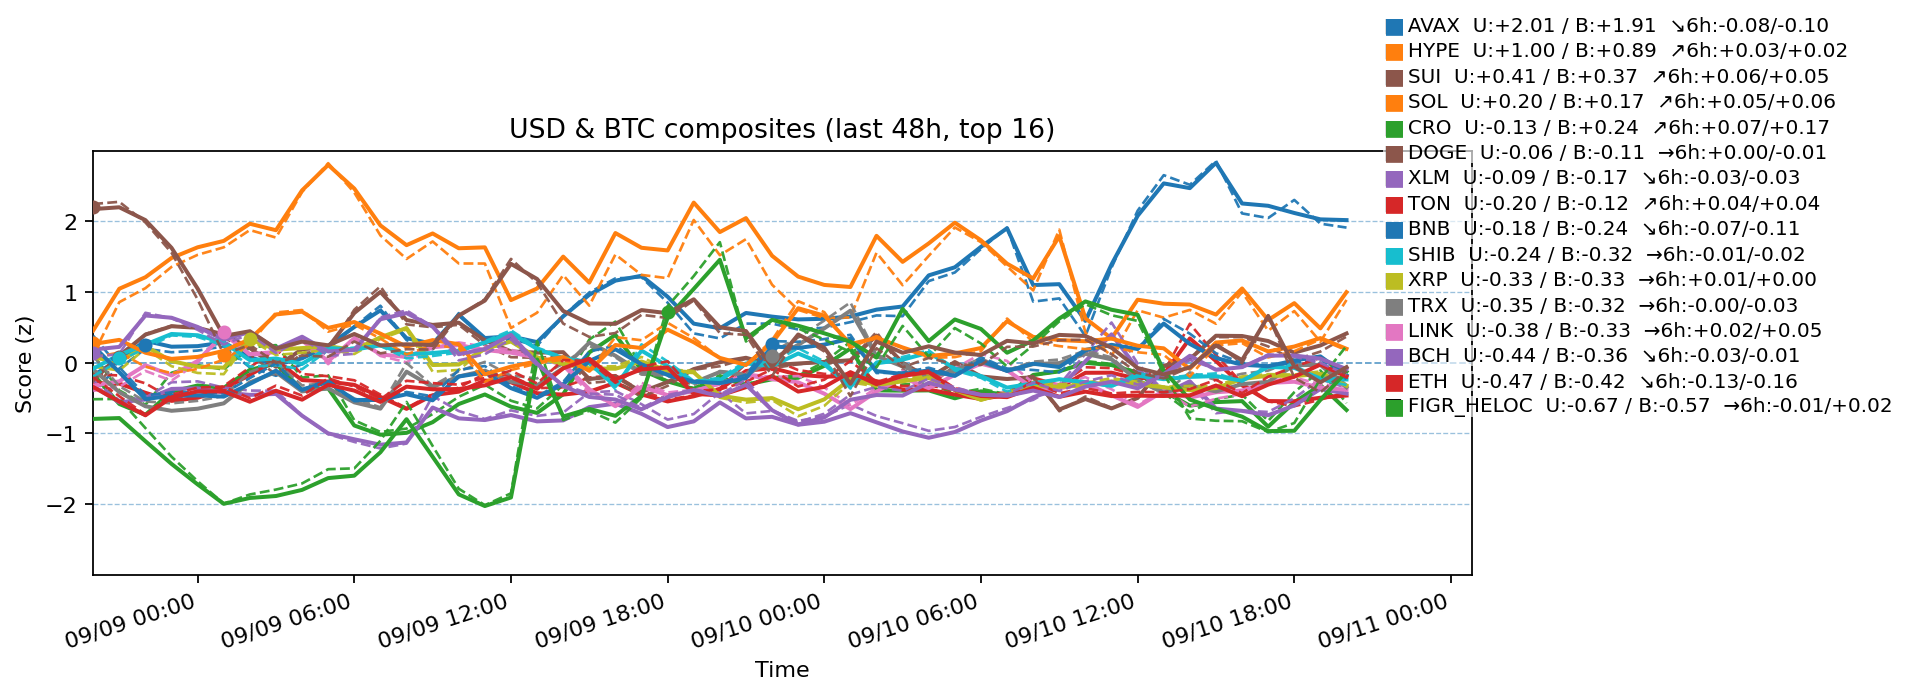 AVAX  U:+2.01 / B:+1.91  ↘6h:-0.08/-0.10
HYPE  U:+1.00 / B:+0.89  ↗6h:+0.03/+0.02
SUI  U:+0.41 / B:+0.37  ↗6h:+0.06/+0.05
SOL  U:+0.20 / B:+0.17  ↗6h:+0.05/+0.06
CRO  U:-0.13 / B:+0.24  ↗6h:+0.07/+0.17
DOGE  U:-0.06 / B:-0.11  →6h:+0.00/-0.01
XLM  U:-0.09 / B:-0.17  ↘6h:-0.03/-0.03
TON  U:-0.20 / B:-0.12  ↗6h:+0.04/+0.04
BNB  U:-0.18 / B:-0.24  ↘6h:-0.07/-0.11
SHIB  U:-0.24 / B:-0.32  →6h:-0.01/-0.02
XRP  U:-0.33 / B:-0.33  →6h:+0.01/+0.00
TRX  U:-0.35 / B:-0.32  →6h:-0.00/-0.03
LINK  U:-0.38 / B:-0.33  →6h:+0.02/+0.05
BCH  U:-0.44 / B:-0.36  ↘6h:-0.03/-0.01
ETH  U:-0.47 / B:-0.42  ↘6h:-0.13/-0.16
FIGR_HELOC  U:-0.67 / B:-0.57  →6h:-0.01/+0.02
USD & BTC composites (last 48h, top 16)
Score (z)
2
1
0
−1
−2
09/09 00:00
09/09 06:00
09/09 12:00
09/09 18:00
09/10 00:00
09/10 06:00
09/10 12:00
09/10 18:00
09/11 00:00
Time